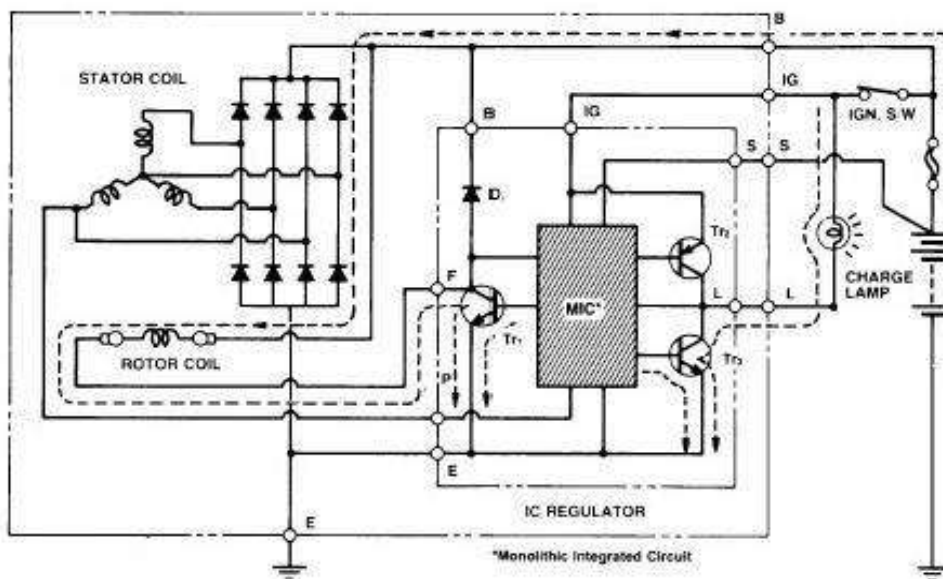 B
STATOR COIL
IG
IGN. S/W
B
IG
S
S
D.
Tr2
F
MIC*
L
L
CHARGE
LAMP
Tr1
Tr3
ROTOR COIL
P
E
IC REGULATOR
E
*Monolithic Integrated Circuit